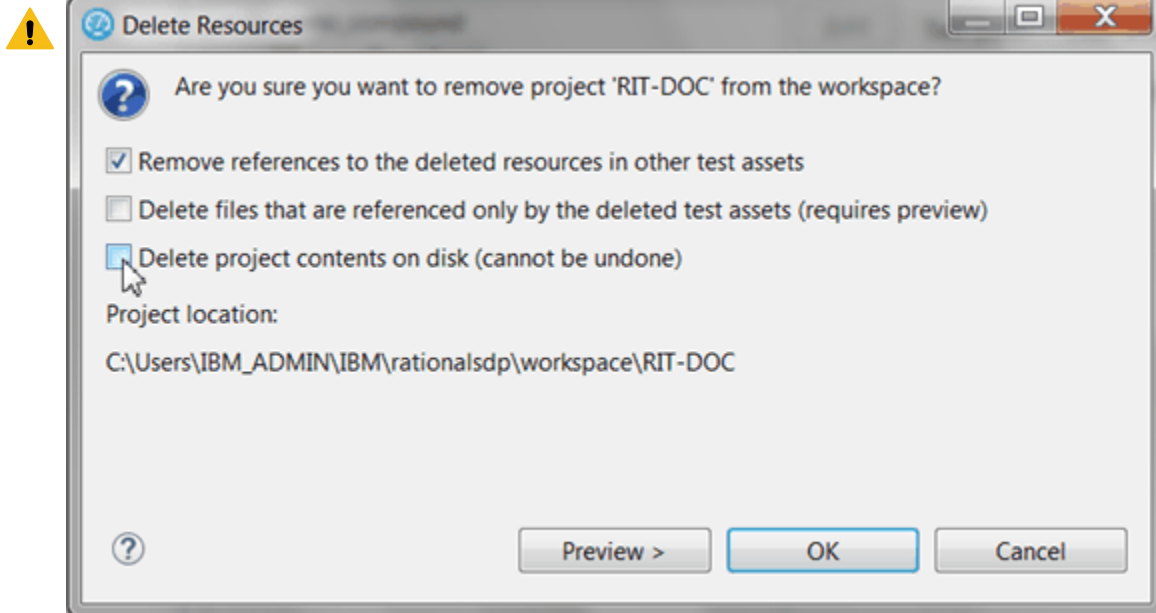 Delete Resources
Are you sure you want to remove project 'RIT-DOC' from the workspace?
Remove references to the deleted resources in other test assets
Delete files that are referenced only by the deleted test assets (requires preview)
Delete project contents on disk (cannot be undone)
Project location:
C:\Users\IBM_ADMIN\IBM\rationalsdp\workspace\RIT-DOC
Preview > OK Cancel